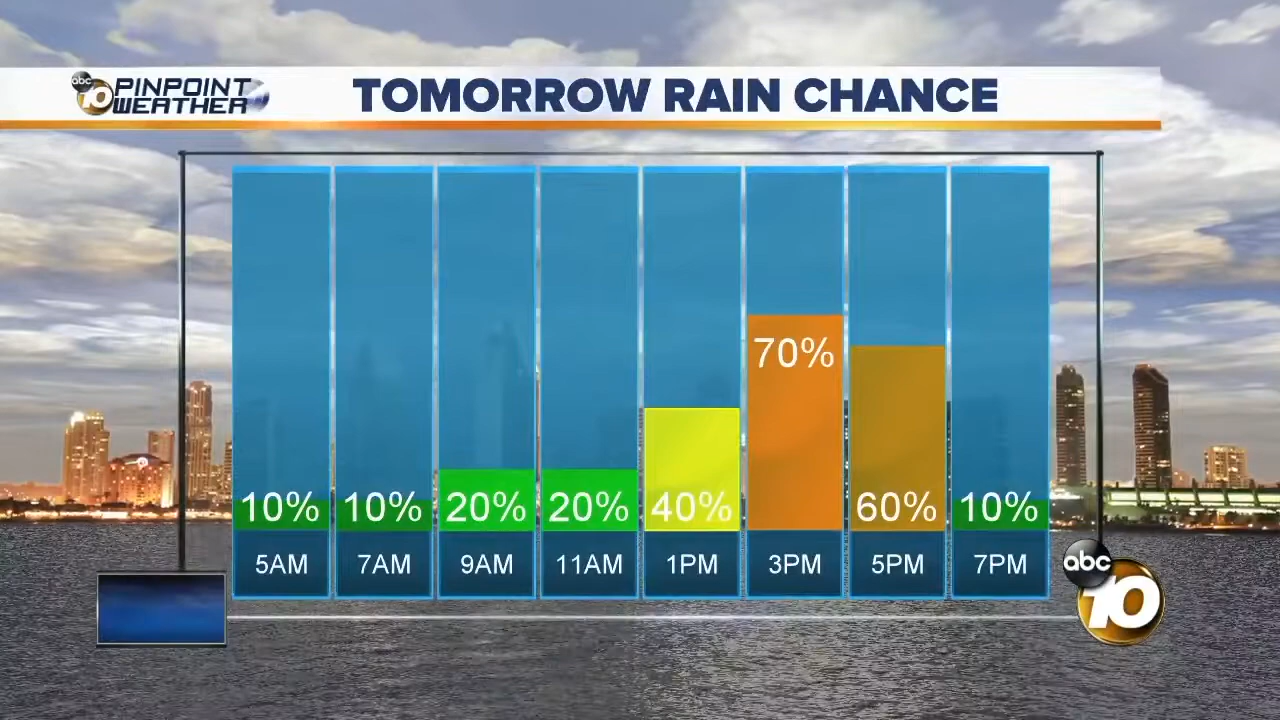 abc
10
PINPOINT
WEATHER
TOMORROW RAIN CHANCE
70%
10% 10% 20% 20% 40% 60% 10%
5AM 7AM 9AM 11AM 1PM 3PM 5PM 7PM
abc
10